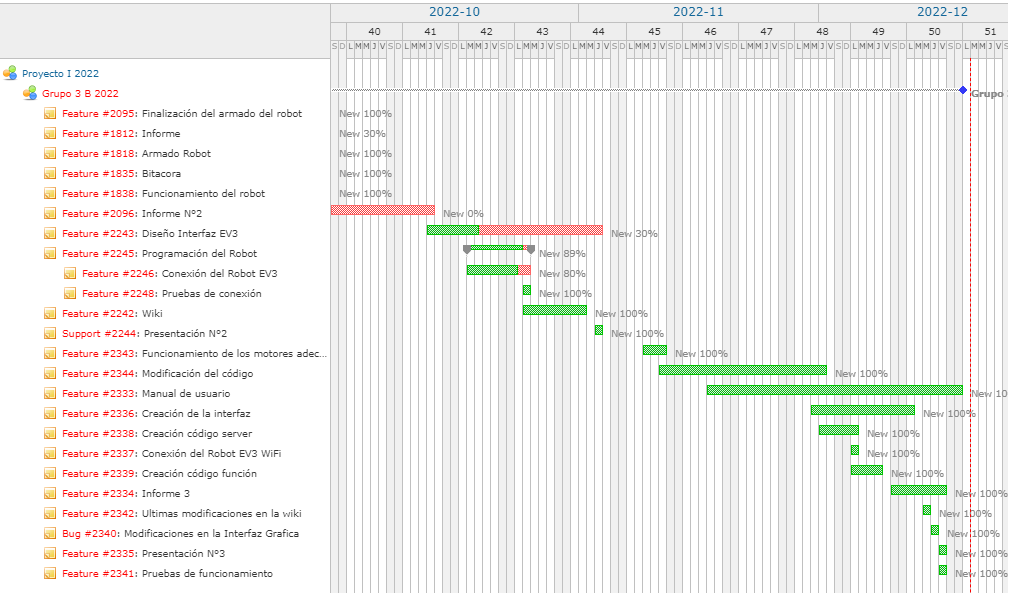 2022-10 2022-11 2022-12
40 41 42 43 44 45 46 47 48 49 50 51
S D L M M J V S D L M M J V S D L M M J V S D L M M J V S D L M M J V S D L M M J V S D L M M J V S D L M M J V S D L M M J V S D L M M J V S D L M M J V S D L M M J V S
Proyecto I 2022
Grupo 3 B 2022 Grupo
Feature #2095: Finalización del armado del robot New 100%
Feature #1812: Informe New 30%
Feature #1818: Armado Robot New 100%
Feature #1835: Bitacora New 100%
Feature #1838: Funcionamiento del robot New 100%
Feature #2096: Informe Nº2 New 0%
Feature #2243: Diseño Interfaz EV3 New 30%
Feature #2245: Programación del Robot New 89%
Feature #2246: Conexión del Robot EV3 New 80%
Feature #2248: Pruebas de conexión New 100%
Feature #2242: Wiki New 100%
Support #2244: Presentación Nº2 New 100%
Feature #2343: Funcionamiento de los motores adec... New 100%
Feature #2344: Modificación del código New 100%
Feature #2333: Manual de usuario New 10
Feature #2336: Creación de la interfaz New 100%
Feature #2338: Creación código server New 100%
Feature #2337: Conexión del Robot EV3 WiFi New 100%
Feature #2339: Creación código función New 100%
Feature #2334: Informe 3 New 100%
Feature #2342: Ultimas modificaciones en la wiki New 100%
Bug #2340: Modificaciones en la Interfaz Grafica New 100%
Feature #2335: Presentación Nº3 New 100%
Feature #2341: Pruebas de funcionamiento New 100%